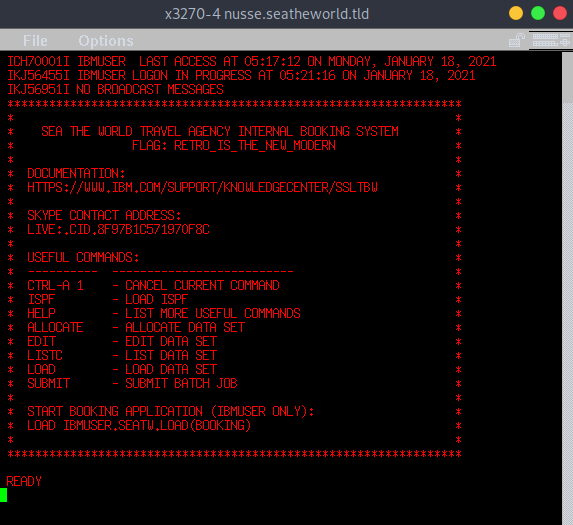 x3270-4 nusse.seatheworld.tld
File Options
ICH70001I IBMUSER  LAST ACCESS AT 05:17:12 ON MONDAY, JANUARY 18, 2021
IKJ56455I IBMUSER LOGON IN PROGRESS AT 05:21:16 ON JANUARY 18, 2021
IKJ56951I NO BROADCAST MESSAGES
*****************************************************************
*                                                               *
*    SEA THE WORLD TRAVEL AGENCY INTERNAL BOOKING SYSTEM        *
*                 FLAG: RETRO_IS_THE_NEW_MODERN                 *
*                                                               *
*  DOCUMENTATION:                                               *
*  HTTPS://WWW.IBM.COM/SUPPORT/KNOWLEDGECENTER/SSLTBW           *
*                                                               *
*  SKYPE CONTACT ADDRESS:                                       *
*  LIVE:.CID.8F97B1C571970F8C                                   *
*                                                               *
*  USEFUL COMMANDS:                                             *
*  ----------  --------------------------                       *
*  CTRL-A 1    - CANCEL CURRENT COMMAND                         *
*  ISPF        - LOAD ISPF                                      *
*  HELP        - LIST MORE USEFUL COMMANDS                      *
*  ALLOCATE    - ALLOCATE DATA SET                              *
*  EDIT        - EDIT DATA SET                                  *
*  LISTC       - LIST DATA SET                                  *
*  LOAD        - LOAD DATA SET                                  *
*  SUBMIT      - SUBMIT BATCH JOB                               *
*                                                               *
*  START BOOKING APPLICATION (IBMUSER ONLY):                    *
*  LOAD IBMUSER.SEATW.LOAD(BOOKING)                             *
*                                                               *
*****************************************************************
READY